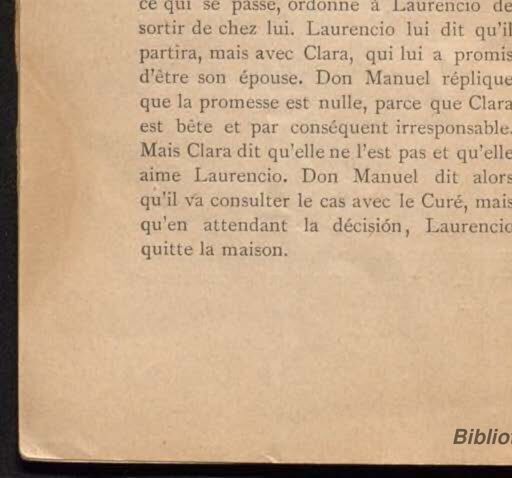 ce qui se passe, ordonne à Laurencio de
sortir de chez lui. Laurencio lui dit qu'il
partira, mais avec Clara, qui lui a promis
d'être son épouse. Don Manuel réplique
que la promesse est nulle, parce que Clara
est bète et par conséquent irresponsable.
Mais Clara dit qu'elle ne l'est pas et qu'elle
aime Laurencio. Don Manuel dit alors
qu'il va consulter le cas avec le Curé, mais
qu'en attendant la décisión, Laurencio
quitte la maison.
Bibliot